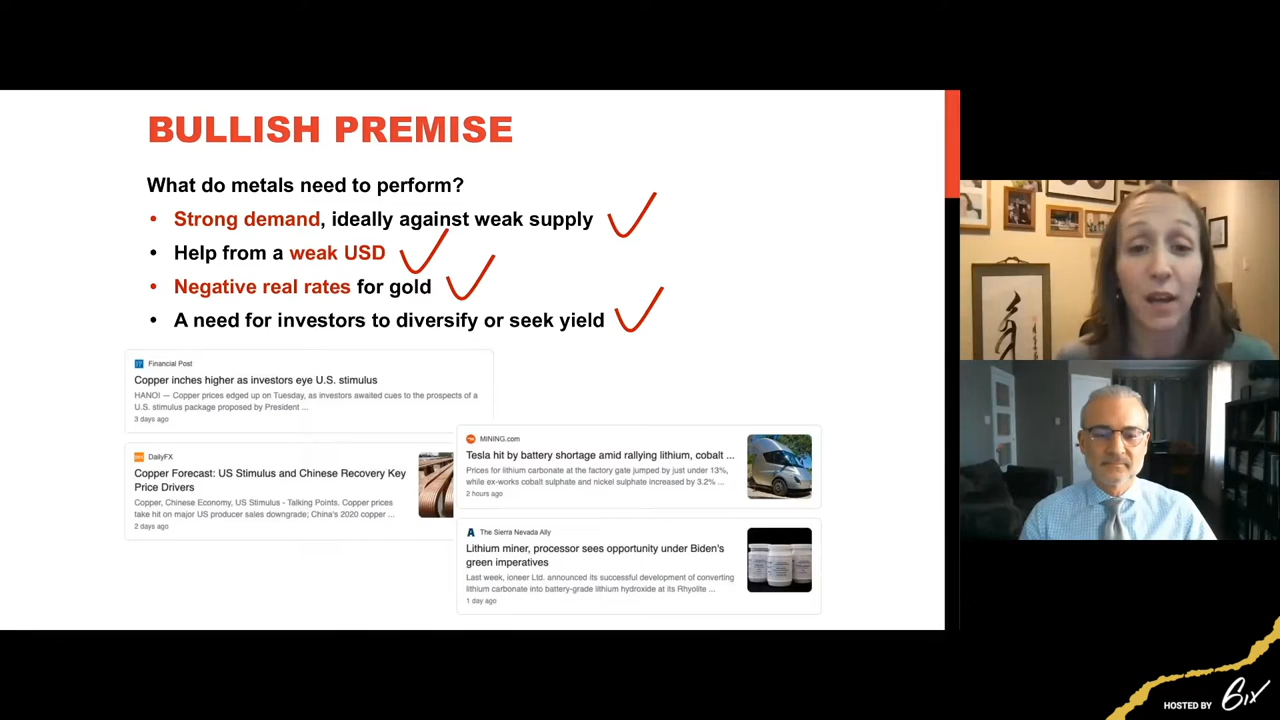 BULLISH PREMISE
What do metals need to perform?
• Strong demand, ideally against weak supply
• Help from a weak USD
• Negative real rates for gold
• A need for investors to diversify or seek yield
Financial Post
Copper inches higher as investors eye U.S. stimulus
HANOI — Copper prices edged up on Tuesday, as investors awaited cues to the prospects of a
U.S. stimulus package proposed by President ...
3 days ago
DailyFX
Copper Forecast: US Stimulus and Chinese Recovery Key
Price Drivers
Copper, Chinese Economy, US Stimulus - Talking Points. Copper prices
take hit on major US producer sales downgrade; China's 2020 copper ...
2 days ago
MINING.com
Tesla hit by battery shortage amid rallying lithium, cobalt ...
Prices for lithium carbonate at the factory gate jumped by just under 13%,
while ex-works cobalt sulphate and nickel sulphate increased by 3.2% ...
2 hours ago
The Sierra Nevada Ally
Lithium miner, processor sees opportunity under Biden's
green imperatives
Last week, ioneer Ltd. announced its successful development of converting
lithium carbonate into battery-grade lithium hydroxide at its Rhyolite ...
1 day ago
HOSTED BY 6ix